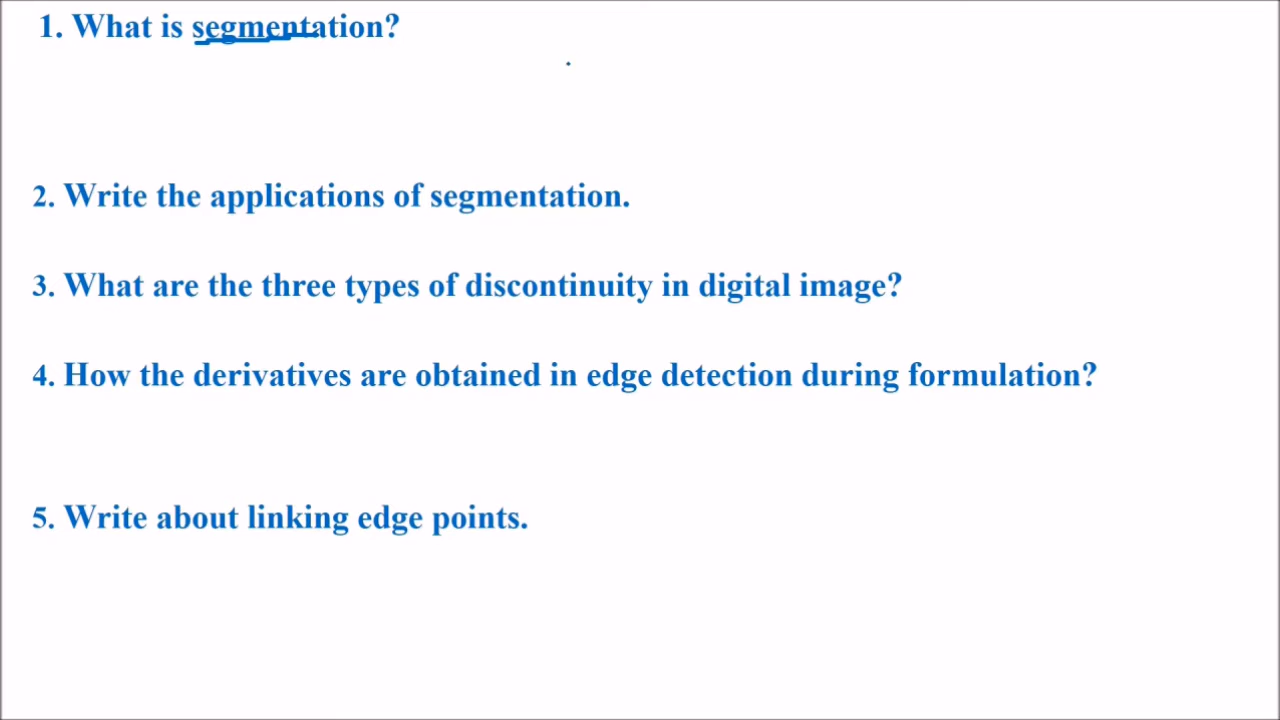 1. What is segmentation?
2. Write the applications of segmentation.
3. What are the three types of discontinuity in digital image?
4. How the derivatives are obtained in edge detection during formulation?
5. Write about linking edge points.